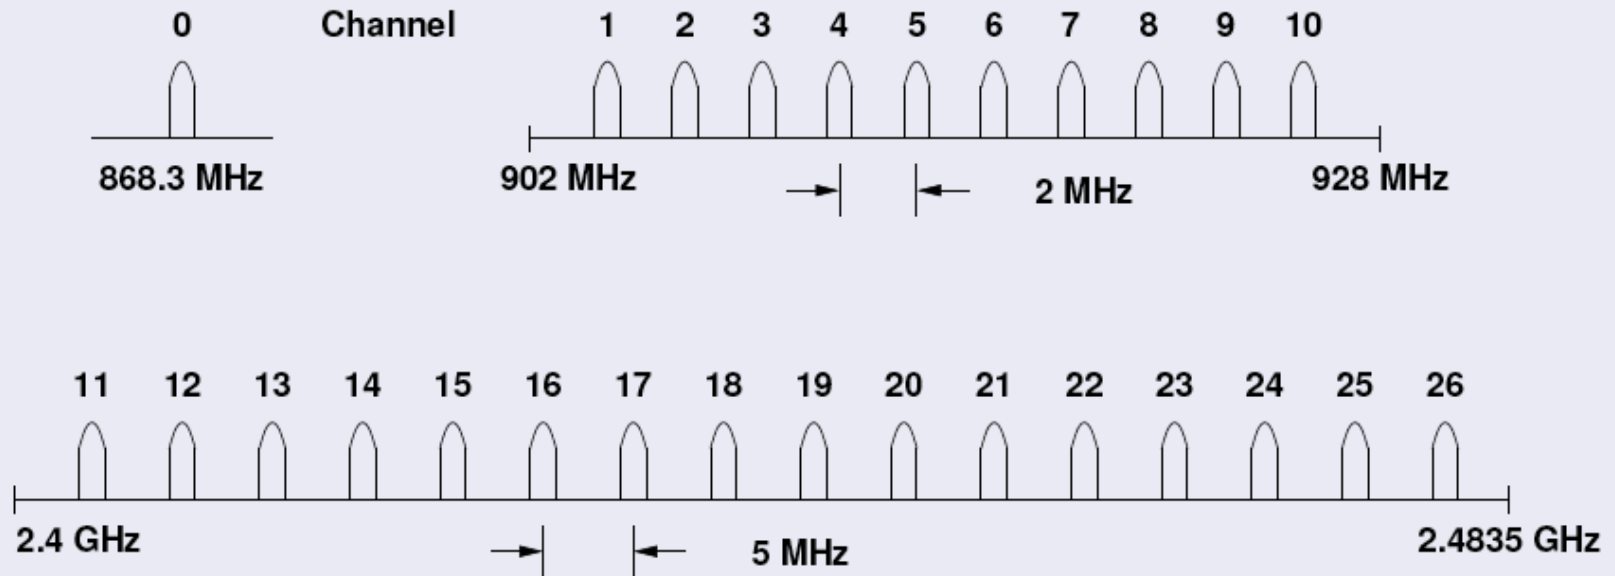 0 Channel 1 2 3 4 5 6 7 8 9 10
868.3 MHz 902 MHz 928 MHz
2 MHz
11 12 13 14 15 16 17 18 19 20 21 22 23 24 25 26
2.4 GHz 2.4835 GHz
5 MHz